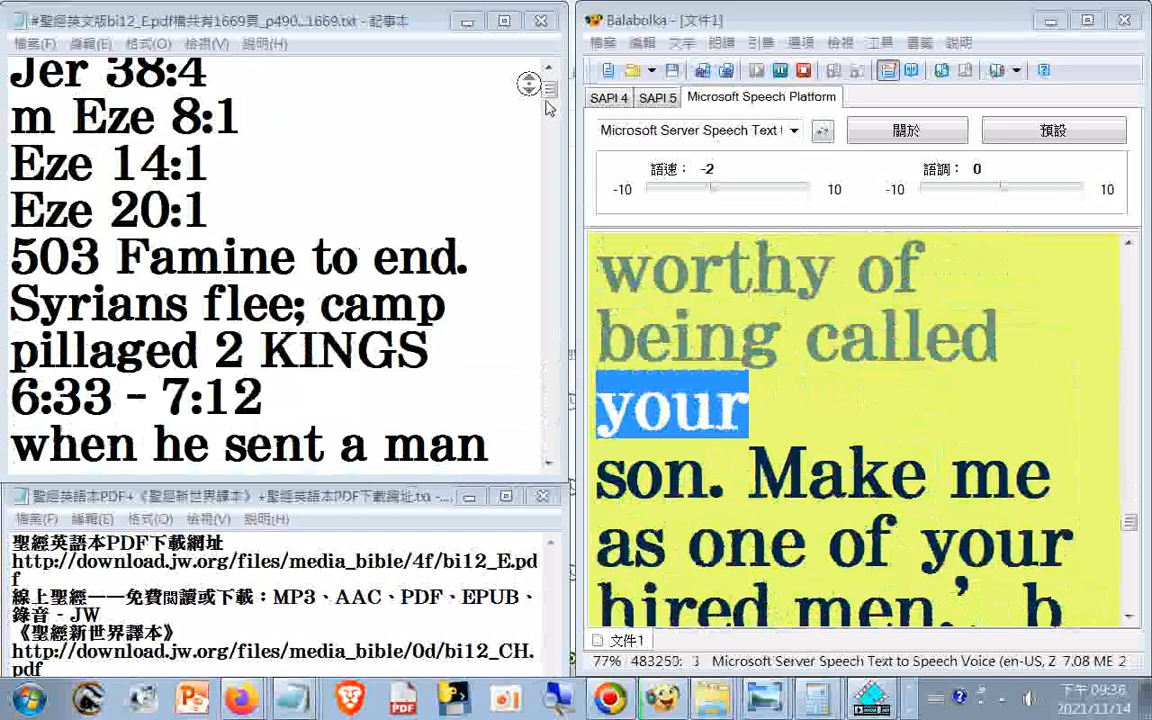 #聖經英文版bi12_E.pdf檔共有1669頁_p490...1669.txt - 記事本
檔案(F) 編輯(E) 格式(O) 檢視(V) 說明(H)
Jer 38:4
m Eze 8:1
Eze 14:1
Eze 20:1
503 Famine to end.
Syrians flee; camp
pillaged 2 KINGS
6:33 – 7:12
when he sent a man
聖經英語本PDF+《聖經新世界譯本》+聖經英語本PDF下載網址.txt - ...
檔案(F) 編輯(E) 格式(O) 檢視(V) 說明(H)
聖經英語本PDF下載網址
http://download.jw.org/files/media_bible/4f/bi12_E.pd
f
線上聖經——免費閱讀或下載：MP3、AAC、PDF、EPUB、
錄音 - JW
《聖經新世界譯本》
http://download.jw.org/files/media_bible/0d/bi12_CH.
pdf
Balabolka - [文件1]
檔案 編輯 文字 朗讀 引擎 選項 檢視 工具 書籤 說明
SAPI 4 SAPI 5 Microsoft Speech Platform
Microsoft Server Speech Text t 關於 預設
語速： -2 語調： 0
-10 10 -10 10
worthy of
being called
your
son. Make me
as one of your
hired men.’ b
文件1
77% 483250: Microsoft Server Speech Text to Speech Voice (en-US, Z 7.08 ME 2
PDF
下午 09:36
2021/11/14